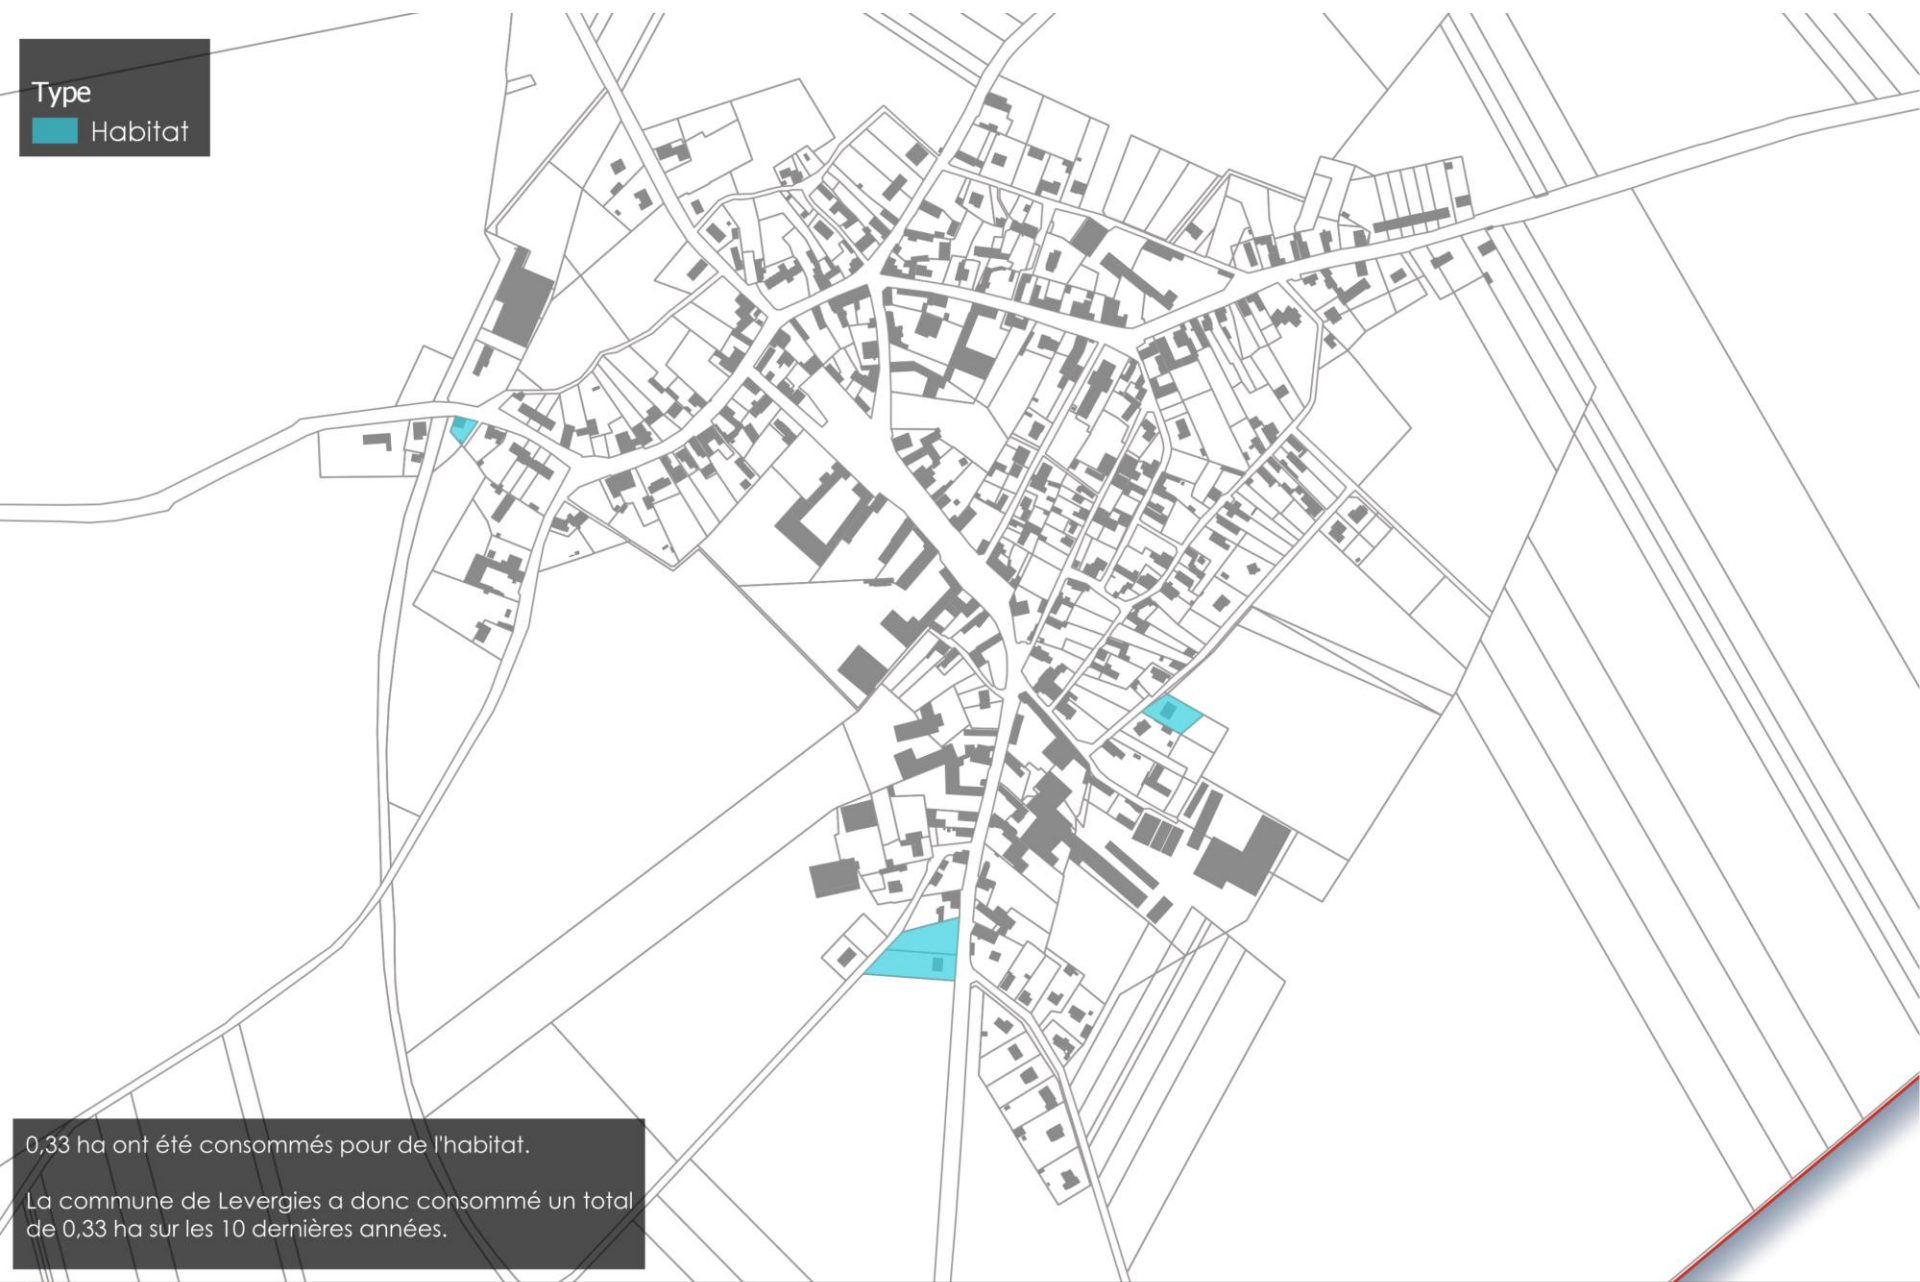 Type
Habitat
0,33 ha ont été consommés pour de l'habitat.
La commune de Levergies a donc consommé un total
de 0,33 ha sur les 10 dernières années.